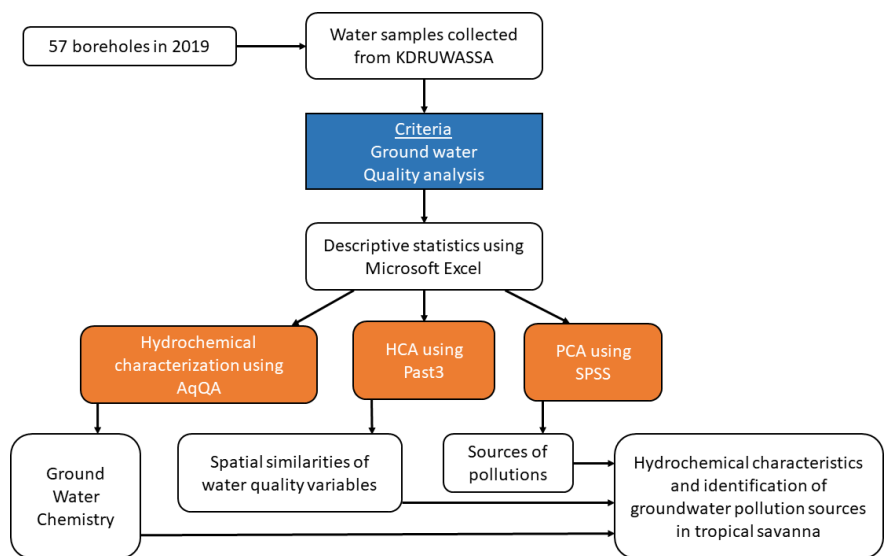 57 boreholes in 2019
Water samples collected
from KDRUWASSA
Criteria
Ground water
Quality analysis
Descriptive statistics using
Microsoft Excel
Hydrochemical
characterization using
AqQA
HCA using
Past3
PCA using
SPSS
Ground
Water
Chemistry
Spatial similarities of
water quality variables
Sources of
pollutions
Hydrochemical characteristics
and identification of
groundwater pollution sources
in tropical savanna